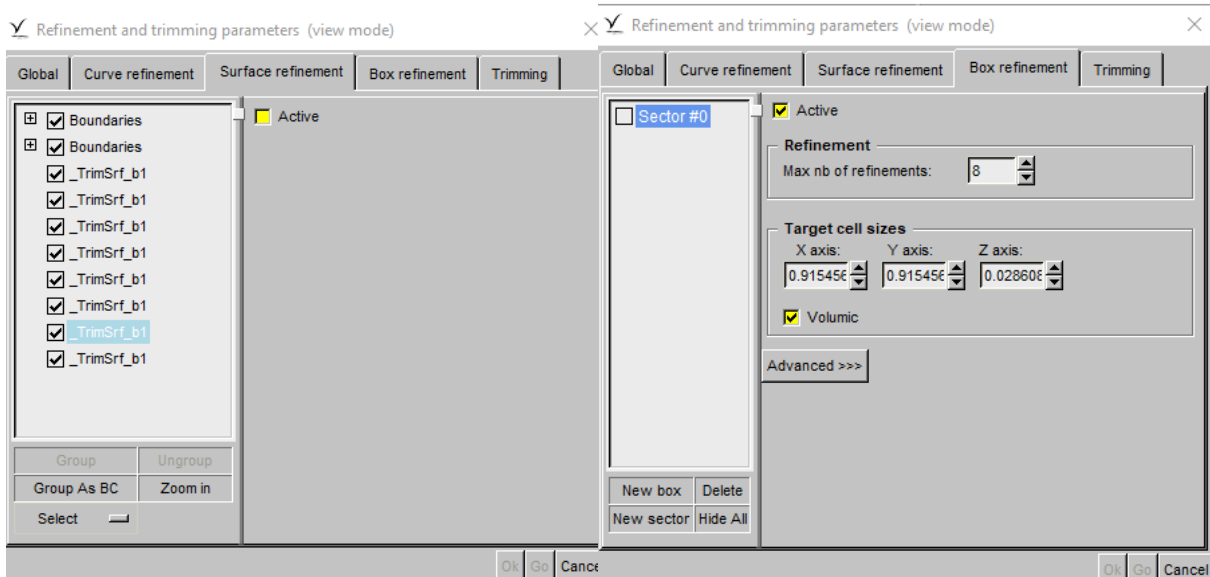 Refinement and trimming parameters (view mode)
Global Curve refinement Surface refinement Box refinement Trimming
Boundaries
Boundaries
_TrimSrf_b1
_TrimSrf_b1
_TrimSrf_b1
_TrimSrf_b1
_TrimSrf_b1
_TrimSrf_b1
_TrimSrf_b1
_TrimSrf_b1
Active
Group Ungroup
Group As BC Zoom in
Select
Ok Go Cance
Refinement and trimming parameters (view mode)
Global Curve refinement Surface refinement Box refinement Trimming
Sector #0
Active
Refinement
Max nb of refinements: 8
Target cell sizes
X axis: Y axis: Z axis:
0.915456 0.915456 0.028608
Volumic
Advanced >>>
New box Delete
New sector Hide All
Ok Go Cancel